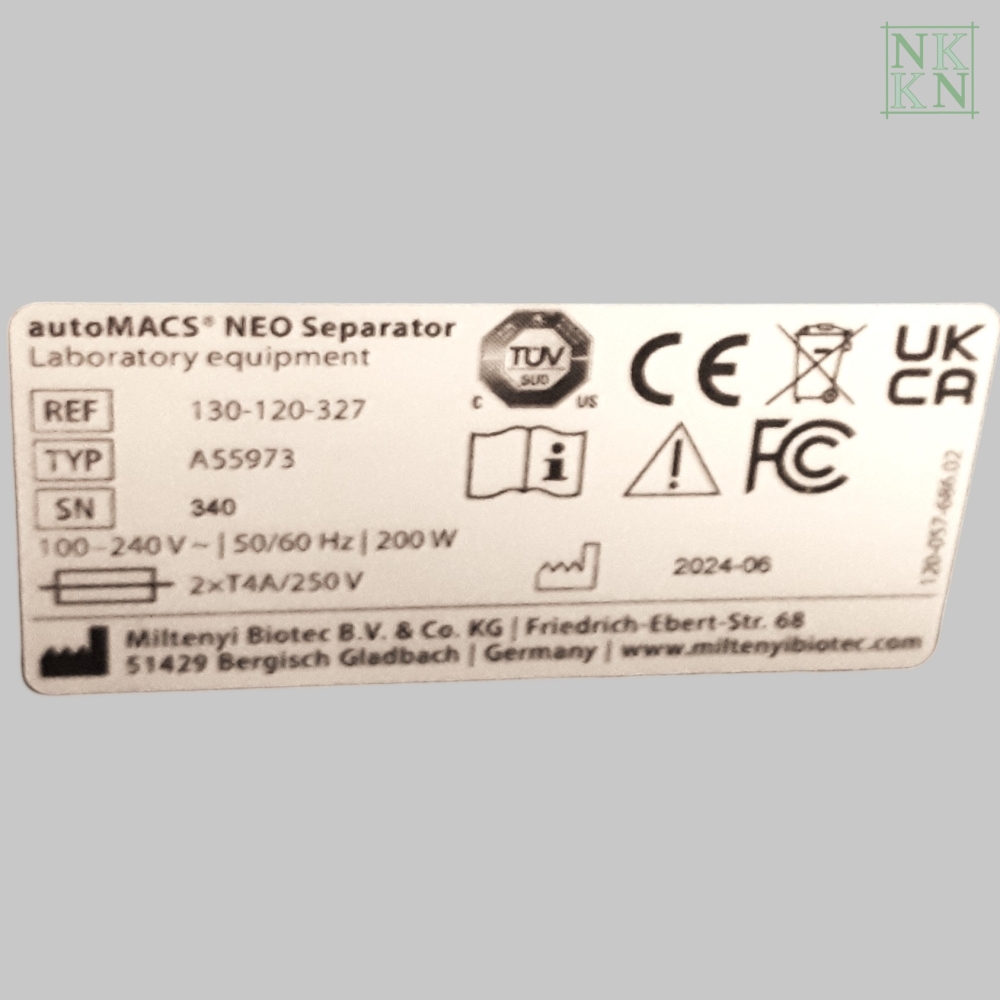 NK
KN
autoMACS® NEO Separator
Laboratory equipment
REF 130-120-327
TYP A55973
SN 340
100–240 V ~ | 50/60 Hz | 200 W
2xT4A/250 V
TÜV
SÜD
C US
CE
UK
CA
i
!
FC
2024-06
120-057-686.02
Miltenyi Biotec B.V. & Co. KG | Friedrich-Ebert-Str. 68
51429 Bergisch Gladbach | Germany | www.miltenyibiotec.com